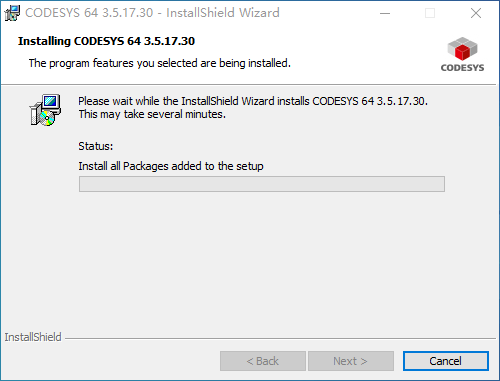 CODESYS 64 3.5.17.30 - InstallShield Wizard
Installing CODESYS 64 3.5.17.30
The program features you selected are being installed.
CODESYS
Please wait while the InstallShield Wizard installs CODESYS 64 3.5.17.30.
This may take several minutes.
Status:
Install all Packages added to the setup
InstallShield
< Back
Next >
Cancel